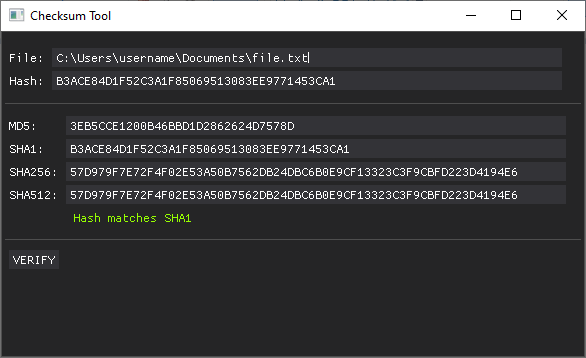 Checksum Tool
File: C:\Users\username\Documents\file.txt
Hash: B3ACE84D1F52C3A1F85069513083EE9771453CA1
MD5: 3EB5CCE1200B46BBD1D2862624D7578D
SHA1: B3ACE84D1F52C3A1F85069513083EE9771453CA1
SHA256: 57D979F7E72F4F02E53A50B7562DB24DBC6B0E9CF13323C3F9CBFD223D4194E6
SHA512: 57D979F7E72F4F02E53A50B7562DB24DBC6B0E9CF13323C3F9CBFD223D4194E6
Hash matches SHA1
VERIFY